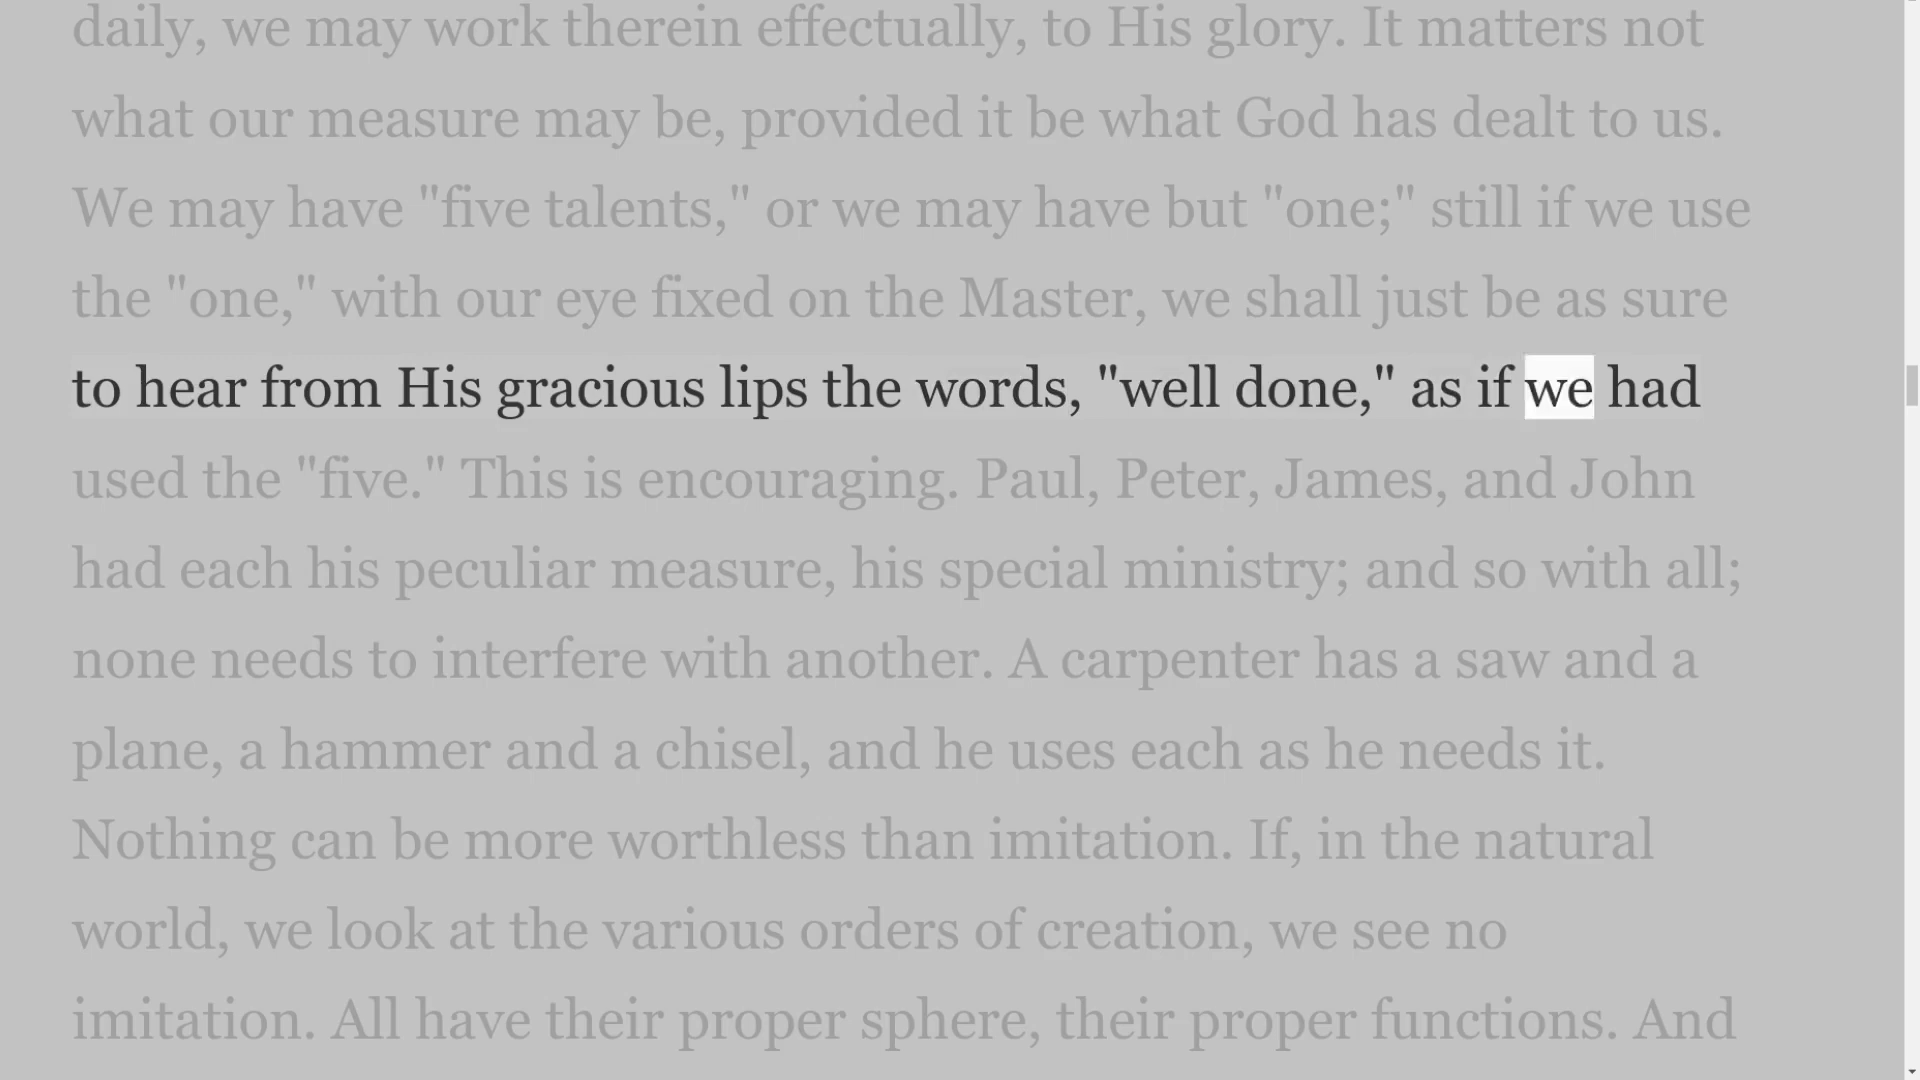 daily, we may work therein effectually, to His glory. It matters not
what our measure may be, provided it be what God has dealt to us.
We may have "five talents," or we may have but "one;" still if we use
the "one," with our eye fixed on the Master, we shall just be as sure
to hear from His gracious lips the words, "well done," as if we had
used the "five." This is encouraging. Paul, Peter, James, and John
had each his peculiar measure, his special ministry; and so with all;
none needs to interfere with another. A carpenter has a saw and a
plane, a hammer and a chisel, and he uses each as he needs it.
Nothing can be more worthless than imitation. If, in the natural
world, we look at the various orders of creation, we see no
imitation. All have their proper sphere, their proper functions. And